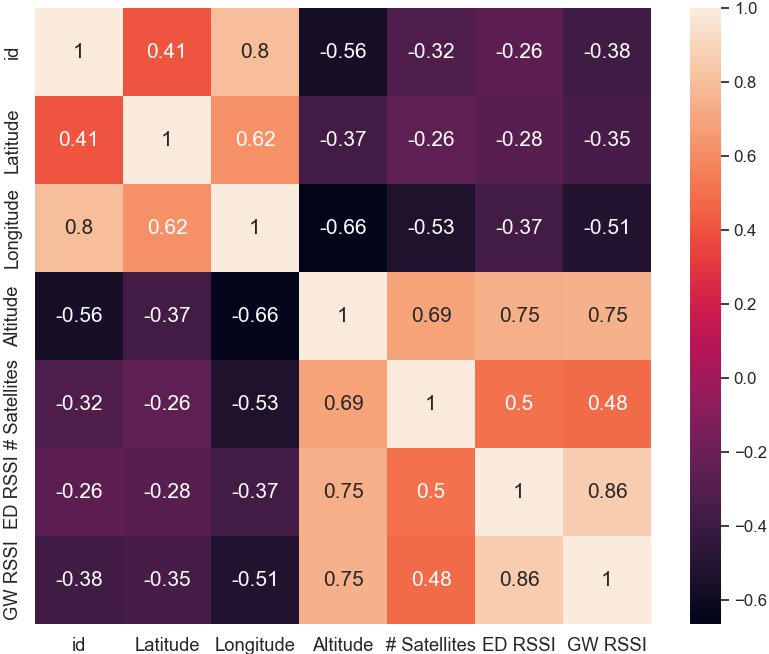 id 1 0.41 0.8 -0.56 -0.32 -0.26 -0.38
Latitude 0.41 1 0.62 -0.37 -0.26 -0.28 -0.35
Longitude 0.8 0.62 1 -0.66 -0.53 -0.37 -0.51
Altitude -0.56 -0.37 -0.66 1 0.69 0.75 0.75
# Satellites -0.32 -0.26 -0.53 0.69 1 0.5 0.48
ED RSSI -0.26 -0.28 -0.37 0.75 0.5 1 0.86
GW RSSI -0.38 -0.35 -0.51 0.75 0.48 0.86 1
id Latitude Longitude Altitude # Satellites ED RSSI GW RSSI
1.0
0.8
0.6
0.4
0.2
0.0
−0.2
−0.4
−0.6